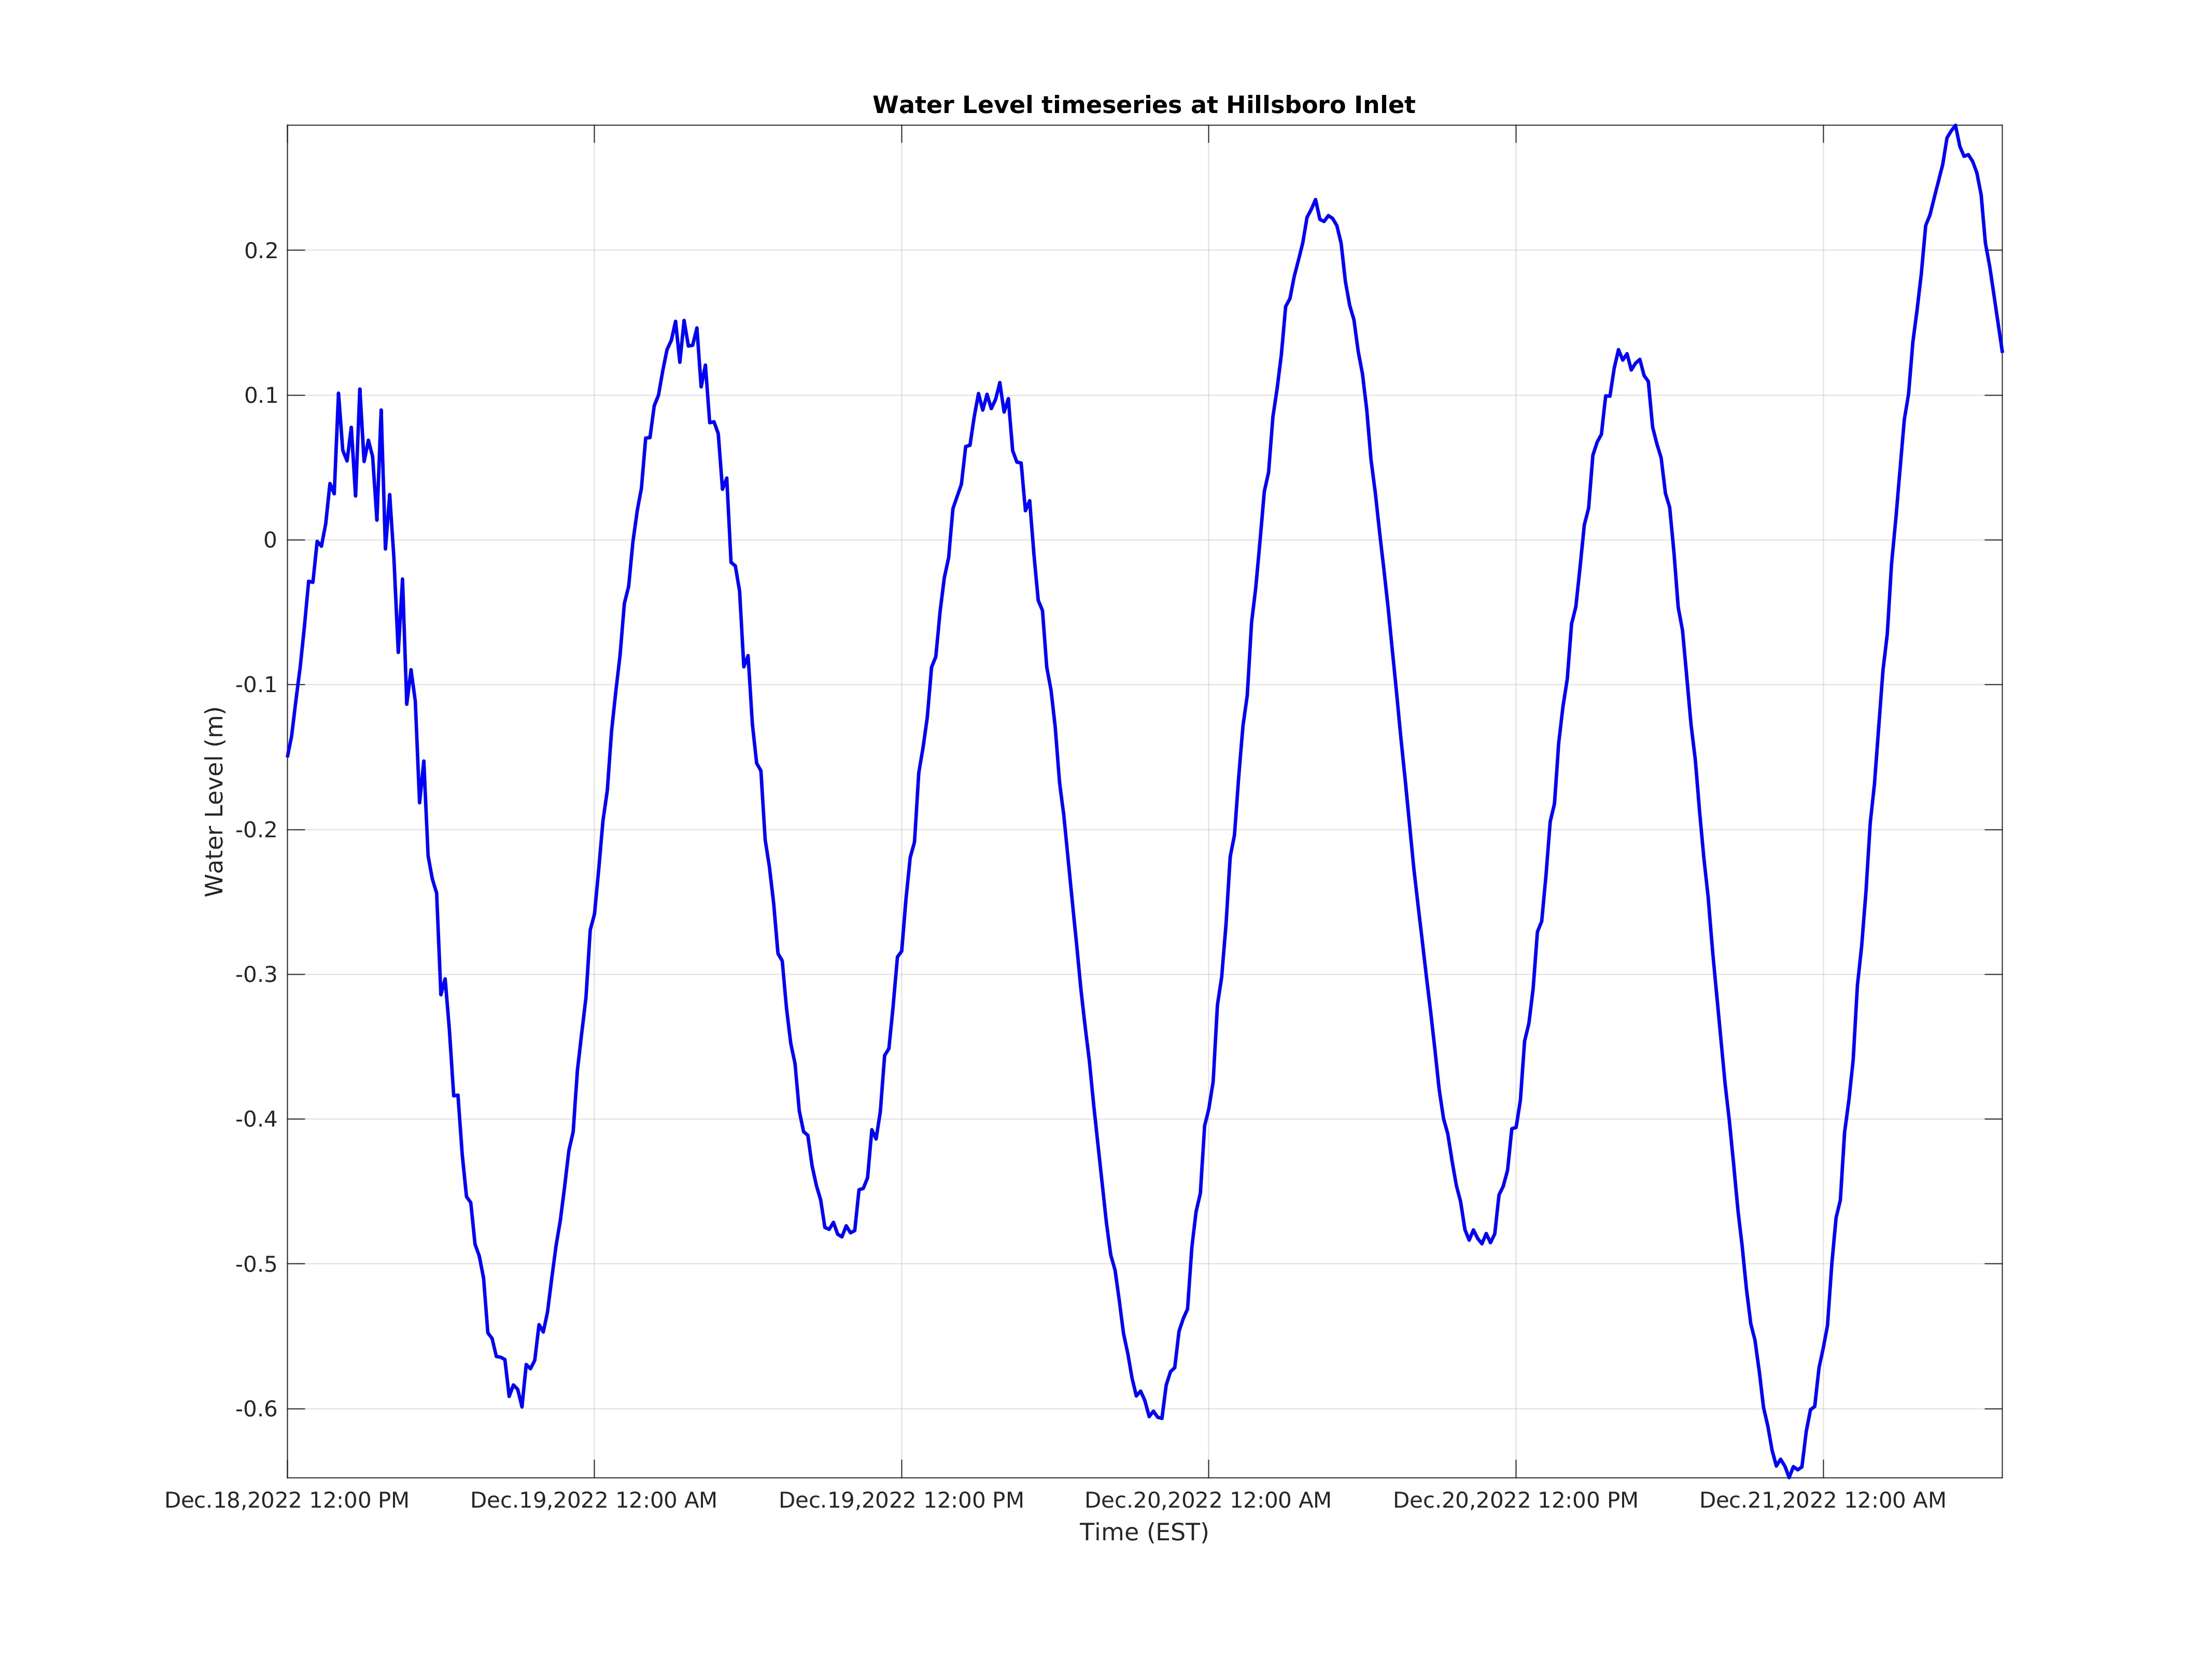 Water Level timeseries at Hillsboro Inlet
Water Level (m)
0.2
0.1
0
-0.1
-0.2
-0.3
-0.4
-0.5
-0.6
Dec.18,2022 12:00 PM
Dec.19,2022 12:00 AM
Dec.19,2022 12:00 PM
Dec.20,2022 12:00 AM
Dec.20,2022 12:00 PM
Dec.21,2022 12:00 AM
Time (EST)